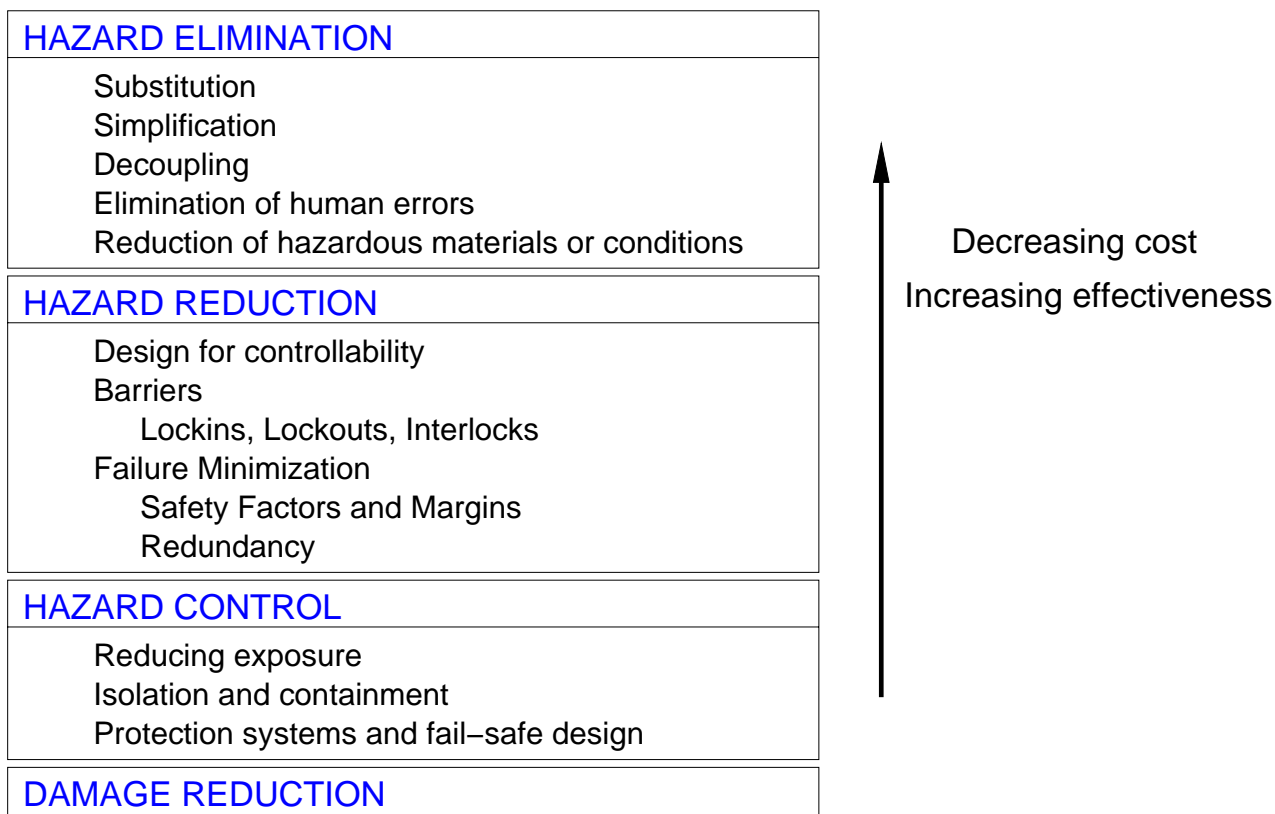 HAZARD ELIMINATION
Substitution
Simplification
Decoupling
Elimination of human errors
Reduction of hazardous materials or conditions
HAZARD REDUCTION
Design for controllability
Barriers
Lockins, Lockouts, Interlocks
Failure Minimization
Safety Factors and Margins
Redundancy
HAZARD CONTROL
Reducing exposure
Isolation and containment
Protection systems and fail−safe design
DAMAGE REDUCTION
Decreasing cost
Increasing effectiveness